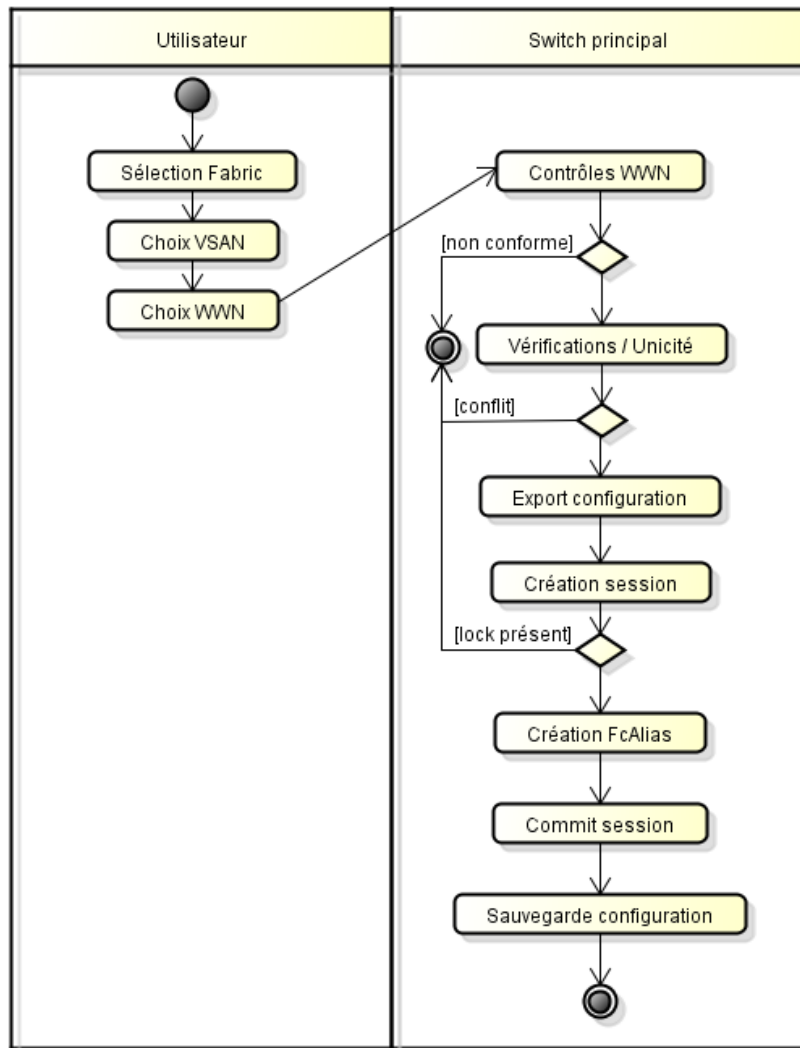 Utilisateur
Switch principal
Sélection Fabric
Choix VSAN
Choix WWN
Contrôles WWN
[non conforme]
Vérifications / Unicité
[conflit]
Export configuration
Création session
[lock présent]
Création FcAlias
Commit session
Sauvegarde configuration